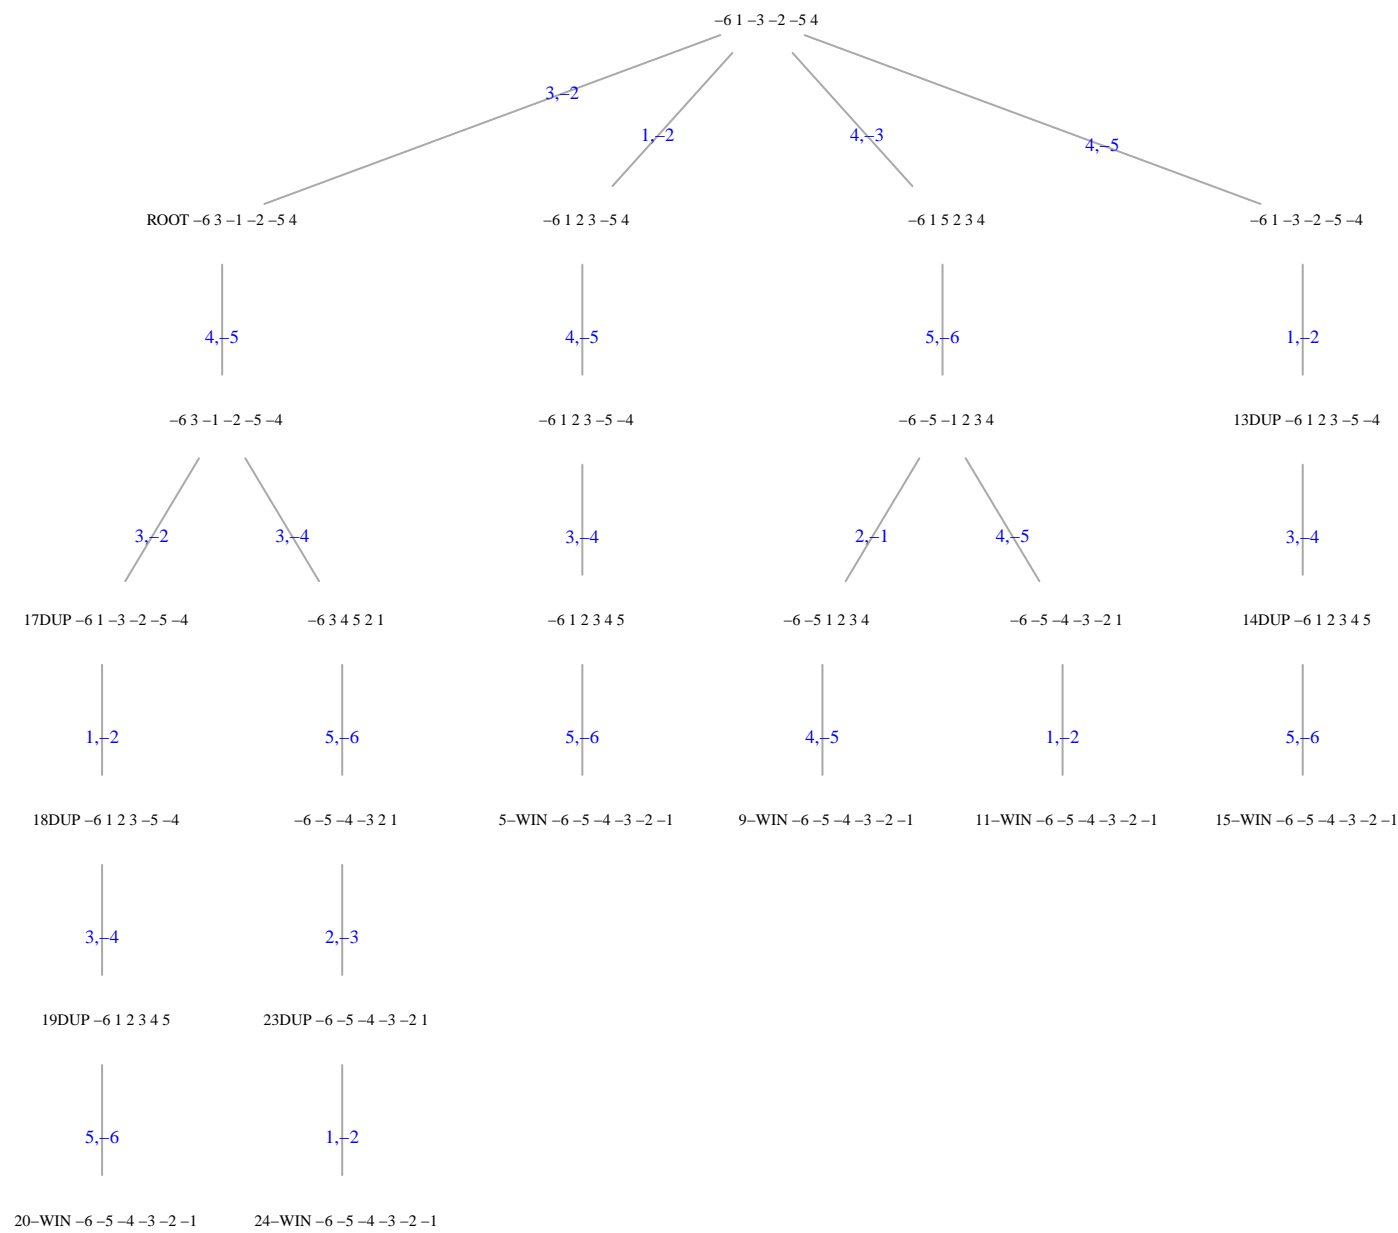 –6 1 –3 –2 –5 4
3,–2
1,–2
4,–3
4,–5
ROOT –6 3 –1 –2 –5 4
–6 1 2 3 –5 4
–6 1 5 2 3 4
–6 1 –3 –2 –5 –4
4,–5
4,–5
5,–6
1,–2
–6 3 –1 –2 –5 –4
–6 1 2 3 –5 –4
–6 –5 –1 2 3 4
13DUP –6 1 2 3 –5 –4
3,–2
3,–4
3,–4
2,–1
4,–5
3,–4
17DUP –6 1 –3 –2 –5 –4
–6 3 4 5 2 1
–6 1 2 3 4 5
–6 –5 1 2 3 4
–6 –5 –4 –3 –2 1
14DUP –6 1 2 3 4 5
1,–2
5,–6
5,–6
4,–5
1,–2
5,–6
18DUP –6 1 2 3 –5 –4
–6 –5 –4 –3 2 1
5–WIN –6 –5 –4 –3 –2 –1
9–WIN –6 –5 –4 –3 –2 –1
11–WIN –6 –5 –4 –3 –2 –1
15–WIN –6 –5 –4 –3 –2 –1
3,–4
2,–3
19DUP –6 1 2 3 4 5
23DUP –6 –5 –4 –3 –2 1
5,–6
1,–2
20–WIN –6 –5 –4 –3 –2 –1
24–WIN –6 –5 –4 –3 –2 –1